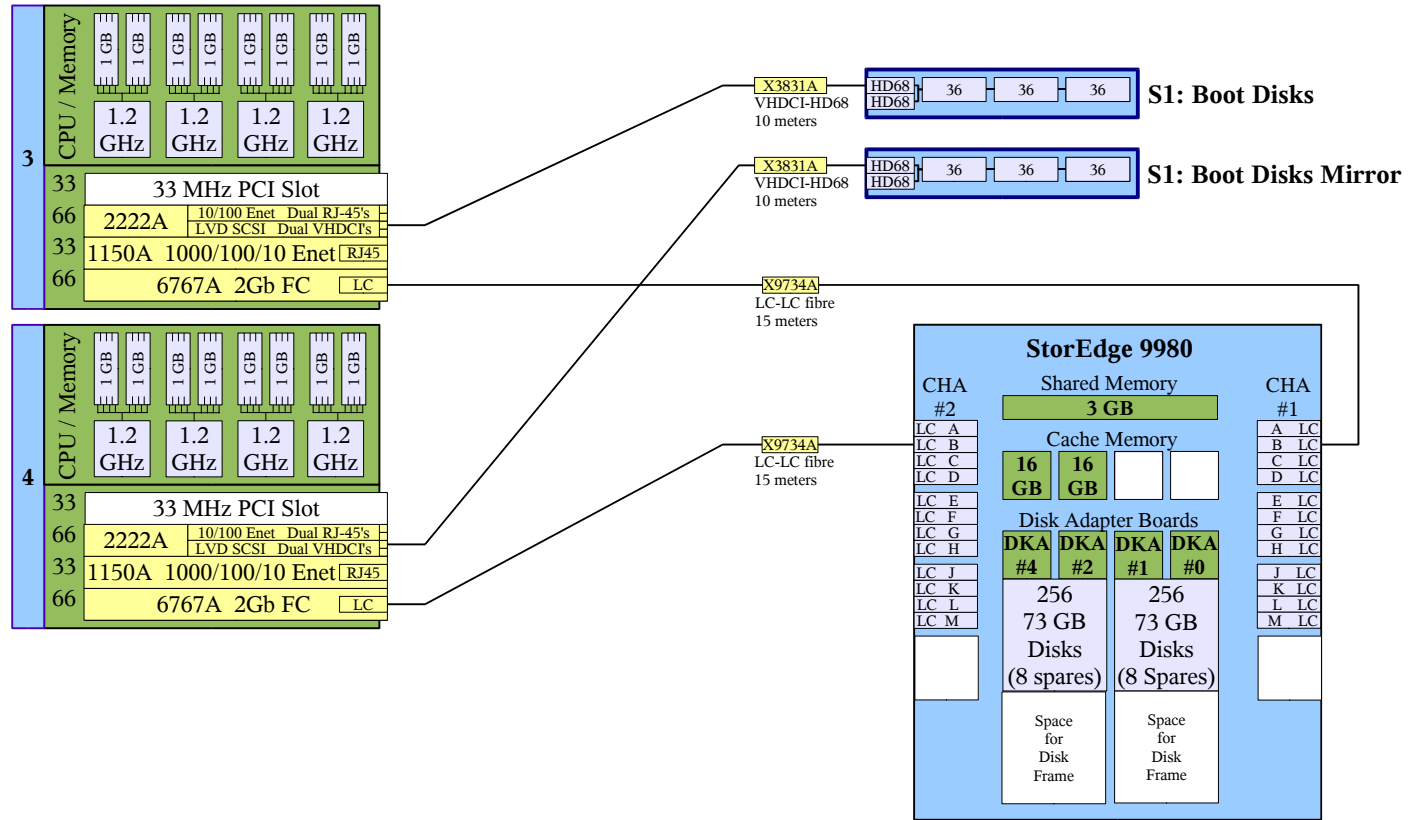 3
CPU / Memory
1 GB
1 GB
1 GB
1 GB
1 GB
1 GB
1 GB
1 GB
1.2
GHz
1.2
GHz
1.2
GHz
1.2
GHz
33
33 MHz PCI Slot
66
2222A
10/100 Enet Dual RJ-45's
LVD SCSI Dual VHDCI's
33
1150A 1000/100/10 Enet
RJ45
66
6767A 2Gb FC
LC
4
CPU / Memory
1 GB
1 GB
1 GB
1 GB
1 GB
1 GB
1 GB
1 GB
1.2
GHz
1.2
GHz
1.2
GHz
1.2
GHz
33
33 MHz PCI Slot
66
2222A
10/100 Enet Dual RJ-45's
LVD SCSI Dual VHDCI's
33
1150A 1000/100/10 Enet
RJ45
66
6767A 2Gb FC
LC
X3831A
VHDCI-HD68
10 meters
HD68
HD68
36
36
36
S1: Boot Disks
X3831A
VHDCI-HD68
10 meters
HD68
HD68
36
36
36
S1: Boot Disks Mirror
X9734A
LC-LC fibre
15 meters
X9734A
LC-LC fibre
15 meters
StorEdge 9980
CHA
#2
LC A
LC B
LC C
LC D
LC E
LC F
LC G
LC H
LC J
LC K
LC L
LC M
Shared Memory
3 GB
Cache Memory
16
GB
16
GB
Disk Adapter Boards
DKA
#4
DKA
#2
DKA
#1
DKA
#0
256
73 GB
Disks
(8 spares)
256
73 GB
Disks
(8 Spares)
Space
for
Disk
Frame
Space
for
Disk
Frame
CHA
#1
A LC
B LC
C LC
D LC
E LC
F LC
G LC
H LC
J LC
K LC
L LC
M LC